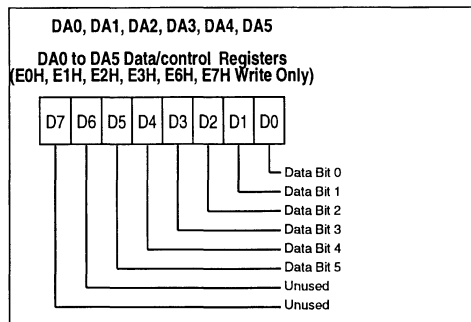 DA0, DA1, DA2, DA3, DA4, DA5
DA0 to DA5 Data/control Registers
(E0H, E1H, E2H, E3H, E6H, E7H Write Only)
D7 D6 D5 D4 D3 D2 D1 D0
Data Bit 0
Data Bit 1
Data Bit 2
Data Bit 3
Data Bit 4
Data Bit 5
Unused
Unused